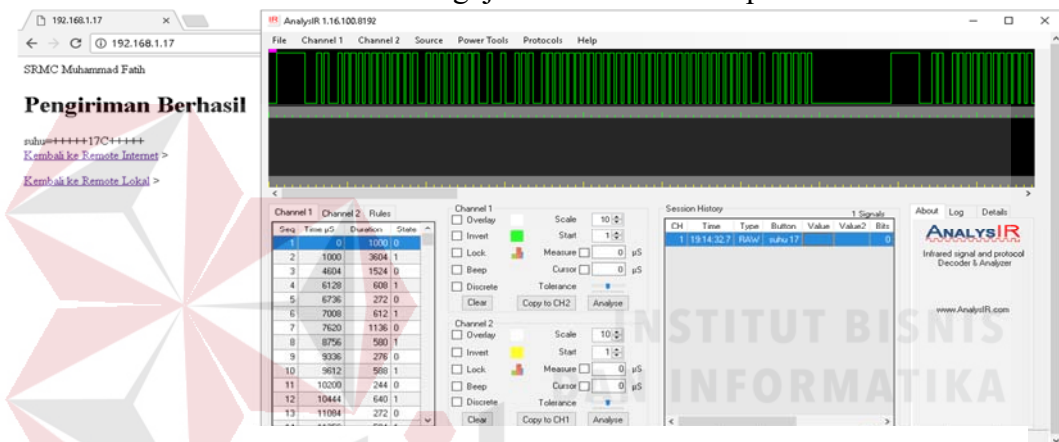 192.168.1.17
192.168.1.17
SRMC Muhammad Fatih
Pengiriman Berhasil
suhu=+++++17C+++++
Kembali ke Remote Internet >
Kembali ke Remote Lokal >
IR AnalysIR 1.16.100.8192
File Channel 1 Channel 2 Source Power Tools Protocols Help
Channel 1 Channel 2 Rules
Seq Time µS Duration State
1 0 1000 0
2 1000 3604 1
3 4604 1524 0
4 6128 608 1
5 6736 272 0
6 7008 612 1
7 7620 1136 0
8 8756 580 1
9 9336 276 0
10 9612 588 1
11 10200 244 0
12 10444 640 1
13 11084 272 0
Channel 1
Overlay Scale 10
Invert Start 1
Lock Measure 0 µS
Beep Cursor 0 µS
Discrete Tolerance
Clear Copy to CH2 Analyse
Channel 2
Overlay Scale 10
Invert Start 1
Lock Measure 0 µS
Beep Cursor 0 µS
Discrete Tolerance
Clear Copy to CH1 Analyse
Session History 1 Signals
CH Time Type Button Value Value2 Bits
1 19:14:32.7 RAW suhu 17 0
About Log Details
ANALYSIR
Infrared signal and protocol
Decoder & Analyzer
www.AnalysIR.com
INSTITUT BISNIS
AN INFORMATIKA